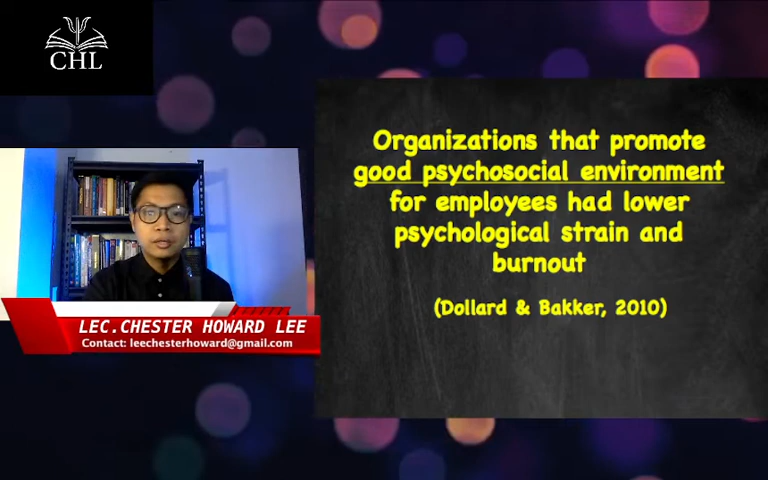 CHL
Organizations that promote
good psychosocial environment
for employees had lower
psychological strain and
burnout
(Dollard & Bakker, 2010)
LEC.CHESTER HOWARD LEE
Contact: leechesterhoward@gmail.com